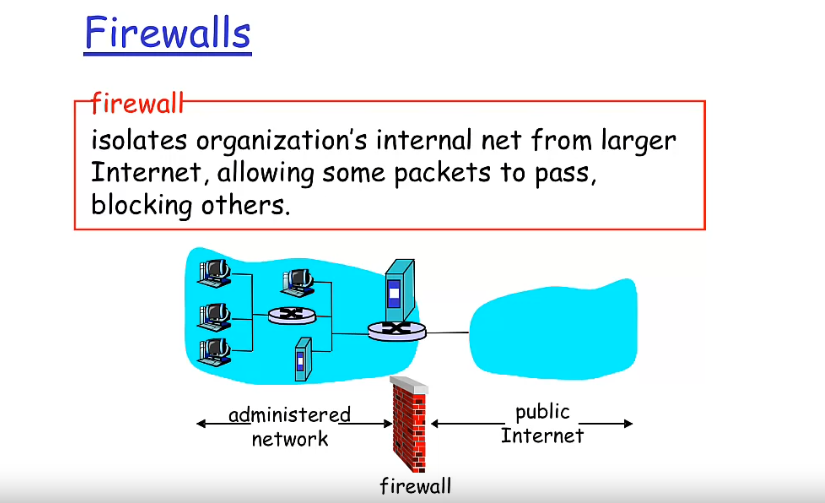 Firewalls
firewall
isolates organization's internal net from larger
Internet, allowing some packets to pass,
blocking others.
administered
network
public
Internet
firewall